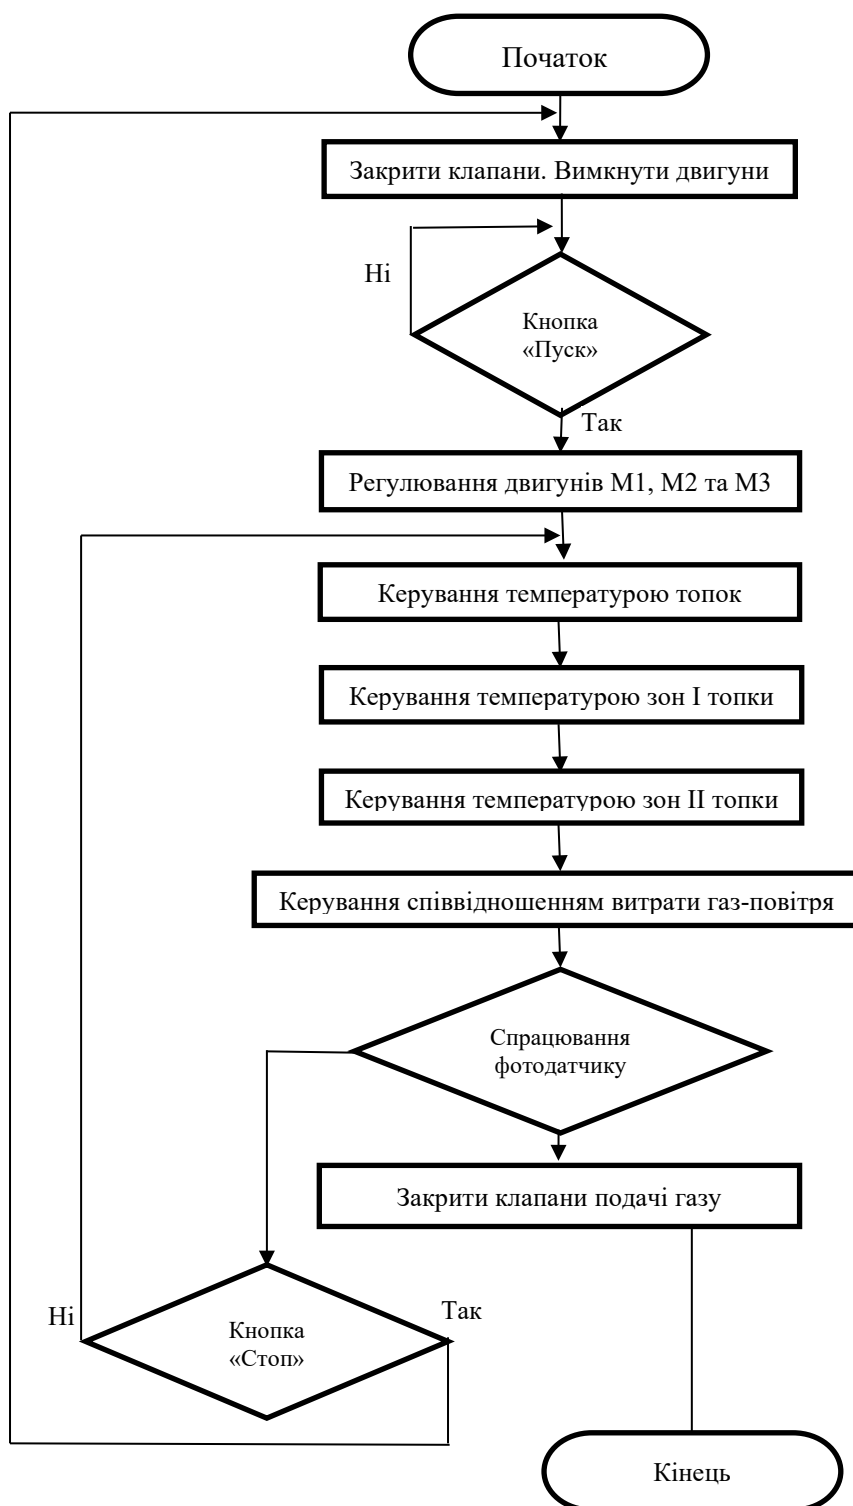 Початок
Закрити клапани. Вимкнути двигуни
Ні
Кнопка
«Пуск»
Так
Регулювання двигунів М1, М2 та М3
Керування температурою топок
Керування температурою зон І топки
Керування температурою зон ІІ топки
Керування співвідношенням витрати газ-повітря
Спрацювання
фотодатчику
Закрити клапани подачі газу
Ні
Так
Кнопка
«Стоп»
Кінець